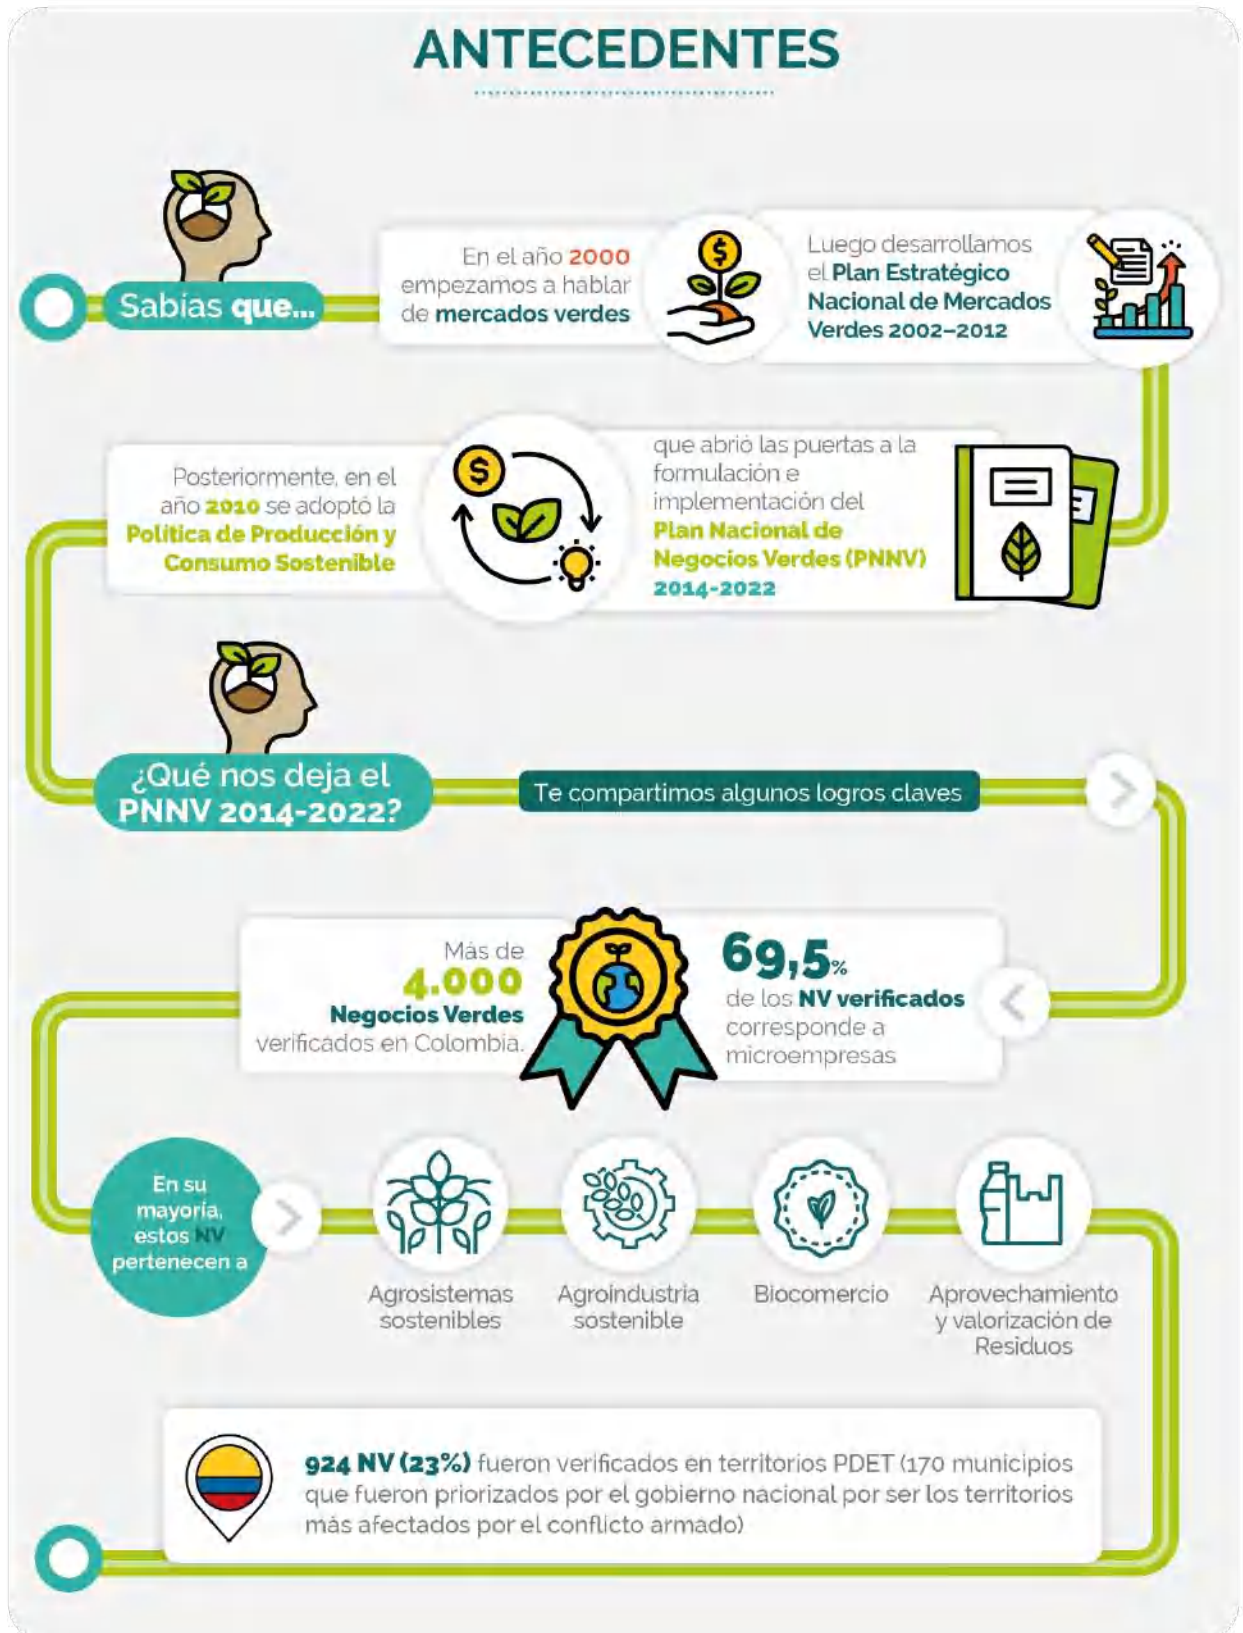 ANTECEDENTES
Sabías que...
En el año 2000
empezamos a hablar
de mercados verdes
Luego desarrollamos
el Plan Estratégico
Nacional de Mercados
Verdes 2002–2012
Posteriormente, en el
año 2010 se adoptó la
Política de Producción y
Consumo Sostenible
que abrió las puertas a la
formulación e
implementación del
Plan Nacional de
Negocios Verdes (PNNV)
2014-2022
¿Qué nos deja el
PNNV 2014-2022?
Te compartimos algunos logros claves
Más de
4.000
Negocios Verdes
verificados en Colombia.
69,5%
de los NV verificados
corresponde a
microempresas
En su
mayoría,
estos NV
pertenecen a
Agrosistemas
sostenibles
Agroindustria
sostenible
Biocomercio
Aprovechamiento
y valorización de
Residuos
924 NV (23%) fueron verificados en territorios PDET (170 municipios
que fueron priorizados por el gobierno nacional por ser los territorios
más afectados por el conflicto armado)